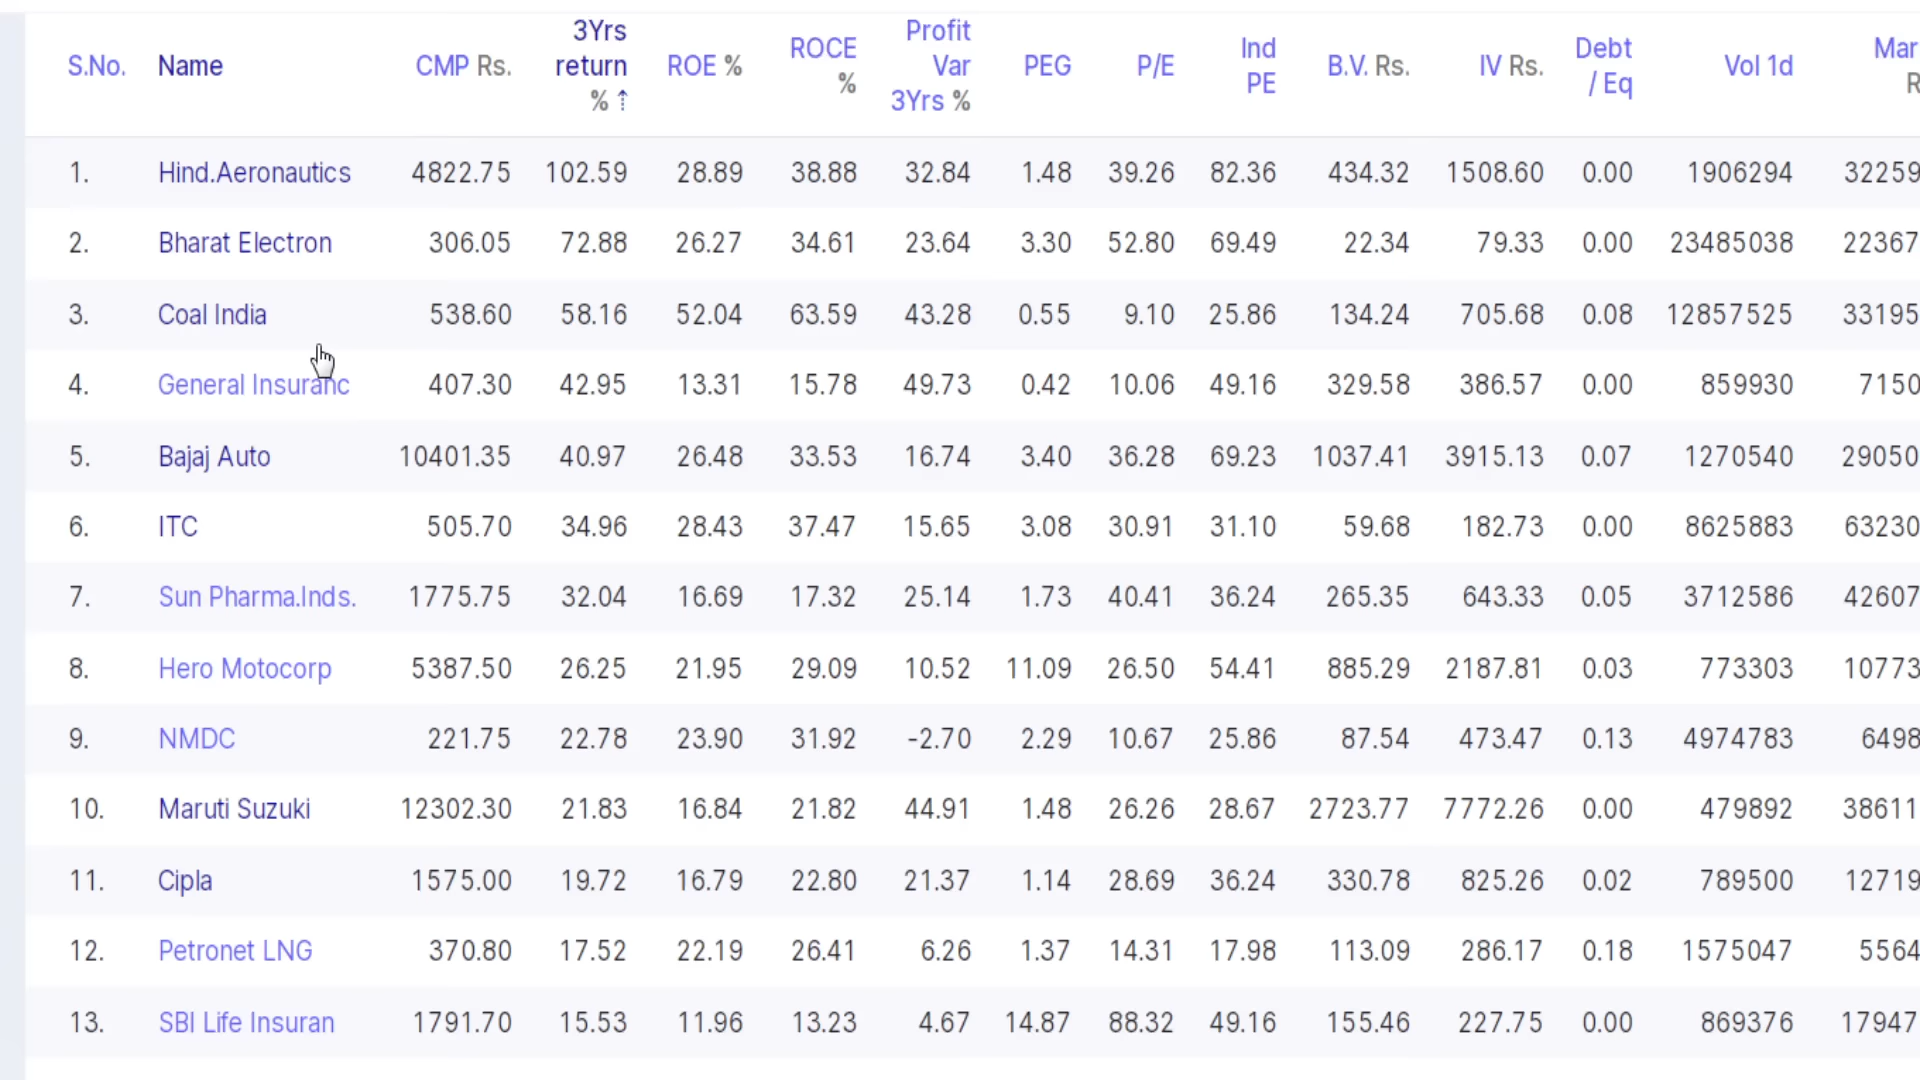 S.No. Name CMP Rs. 3Yrs return % ⇡ ROE % ROCE % Profit Var 3Yrs % PEG P/E Ind PE B.V. Rs. IV Rs. Debt / Eq Vol 1d Mar R
1. Hind.Aeronautics 4822.75 102.59 28.89 38.88 32.84 1.48 39.26 82.36 434.32 1508.60 0.00 1906294 32259
2. Bharat Electron 306.05 72.88 26.27 34.61 23.64 3.30 52.80 69.49 22.34 79.33 0.00 23485038 22367
3. Coal India 538.60 58.16 52.04 63.59 43.28 0.55 9.10 25.86 134.24 705.68 0.08 12857525 33195
4. General Insuranc 407.30 42.95 13.31 15.78 49.73 0.42 10.06 49.16 329.58 386.57 0.00 859930 7150
5. Bajaj Auto 10401.35 40.97 26.48 33.53 16.74 3.40 36.28 69.23 1037.41 3915.13 0.07 1270540 29050
6. ITC 505.70 34.96 28.43 37.47 15.65 3.08 30.91 31.10 59.68 182.73 0.00 8625883 63230
7. Sun Pharma.Inds. 1775.75 32.04 16.69 17.32 25.14 1.73 40.41 36.24 265.35 643.33 0.05 3712586 42607
8. Hero Motocorp 5387.50 26.25 21.95 29.09 10.52 11.09 26.50 54.41 885.29 2187.81 0.03 773303 10773
9. NMDC 221.75 22.78 23.90 31.92 -2.70 2.29 10.67 25.86 87.54 473.47 0.13 4974783 6498
10. Maruti Suzuki 12302.30 21.83 16.84 21.82 44.91 1.48 26.26 28.67 2723.77 7772.26 0.00 479892 38611
11. Cipla 1575.00 19.72 16.79 22.80 21.37 1.14 28.69 36.24 330.78 825.26 0.02 789500 12719
12. Petronet LNG 370.80 17.52 22.19 26.41 6.26 1.37 14.31 17.98 113.09 286.17 0.18 1575047 5564
13. SBI Life Insuran 1791.70 15.53 11.96 13.23 4.67 14.87 88.32 49.16 155.46 227.75 0.00 869376 17947